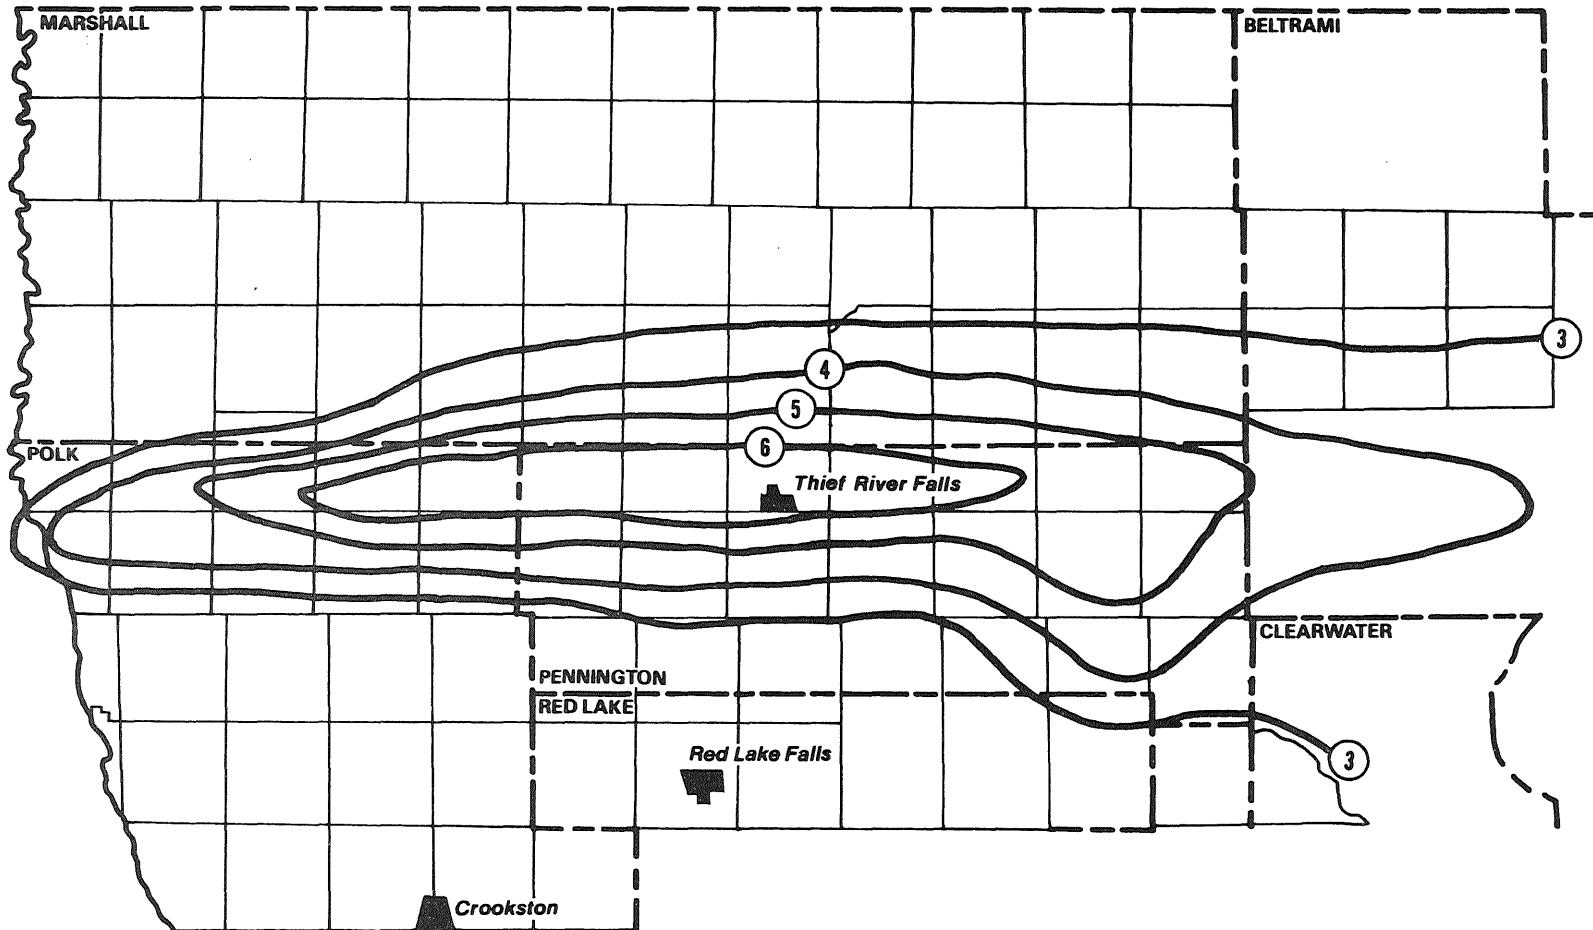 MARSHALL
BELTRAMI
3
4
5
POLK
6
Thief River Falls
CLEARWATER
PENNINGTON
RED LAKE
Red Lake Falls
3
Crookston